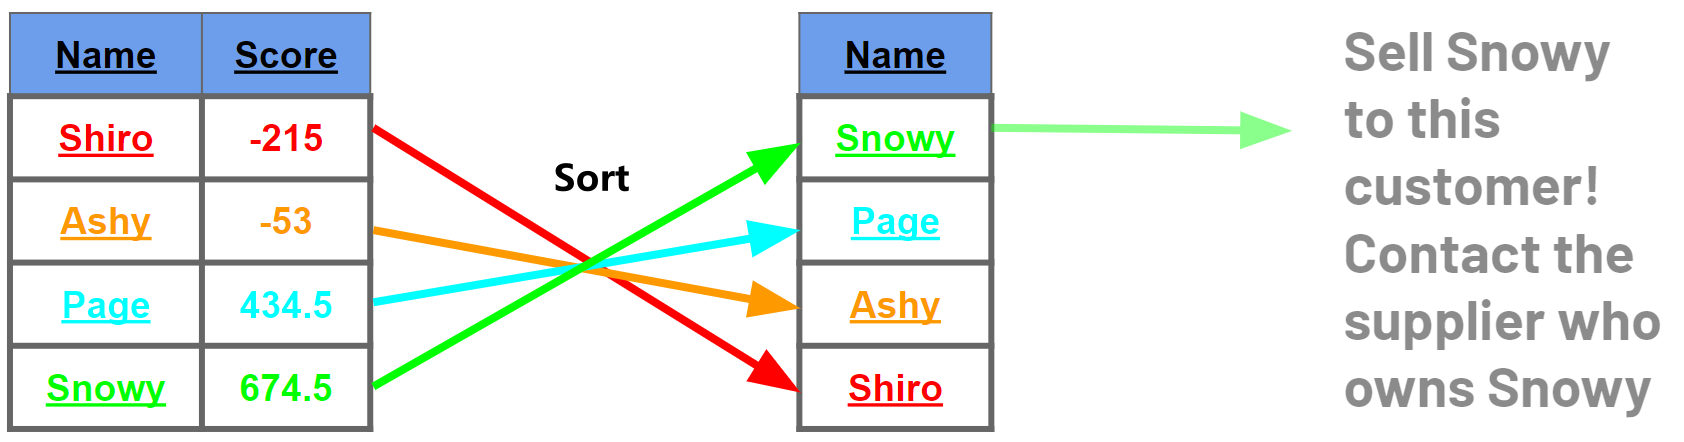 Name Score
Shiro -215
Ashy -53
Page 434.5
Snowy 674.5
Sort
Name
Snowy
Page
Ashy
Shiro
Sell Snowy
to this
customer!
Contact the
supplier who
owns Snowy